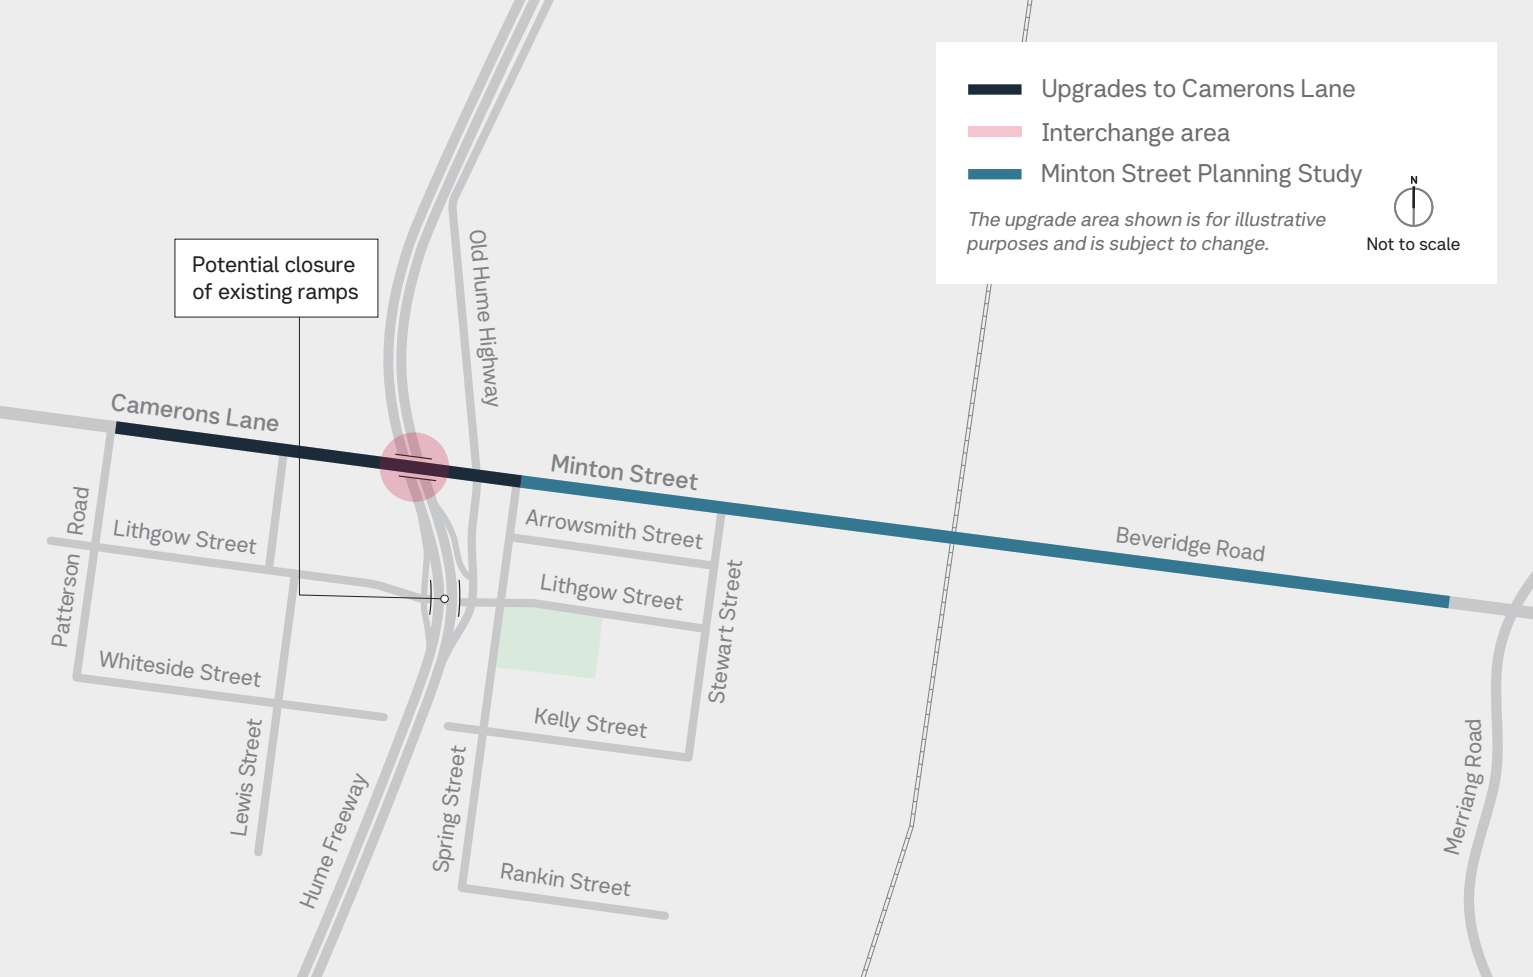 Upgrades to Camerons Lane
Interchange area
Minton Street Planning Study
The upgrade area shown is for illustrative
purposes and is subject to change.
N
Not to scale
Potential closure
of existing ramps
Old Hume Highway
Camerons Lane
Minton Street
Arrowsmith Street
Beveridge Road
Patterson Road
Lithgow Street
Lithgow Street
Stewart Street
Whiteside Street
Kelly Street
Lewis Street
Hume Freeway
Spring Street
Merriang Road
Rankin Street